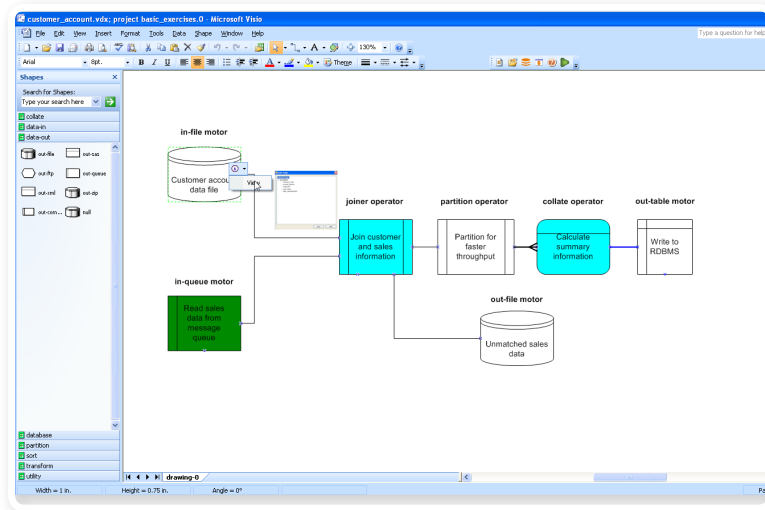 customer_account.vdx; project basic_exercises.0 - Microsoft Visio
File Edit View Insert Format Tools Data Shape Window Help
Type a question for help
130%
Arial
8pt.
B I U
Theme
Shapes
Search for Shapes:
Type your search here
collate
data-in
data-out
out-file
out-sas
out-ftp
out-queue
out-xml
out-zip
out-com...
null
database
partition
sort
transform
utility
in-file motor
Customer accou
data file
View
joiner operator
Join customer
and sales
information
partition operator
Partition for
faster
throughput
collate operator
Calculate
summary
information
out-table motor
Write to
RDBMS
in-queue motor
Read sales
data from
message
queue
out-file motor
Unmatched sales
data
drawing-0
Width = 1 in.
Height = 0.75 in.
Angle = 0°
Pa